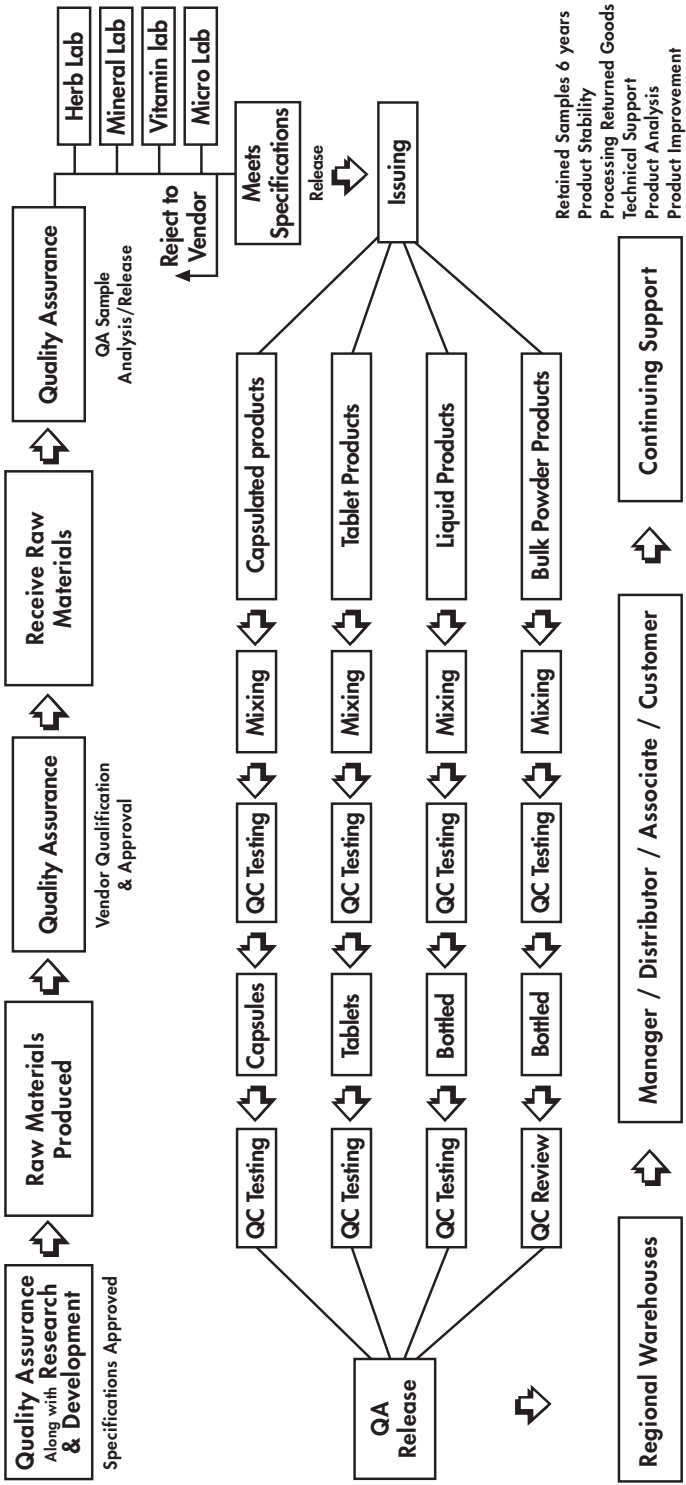 Quality Assurance
Along with Research
& Development
Specifications Approved
Raw Materials
Produced
Quality Assurance
Vendor Qualification
& Approval
Receive Raw
Materials
Quality Assurance
QA Sample
Analysis/Release
Herb Lab
Mineral Lab
Vitamin lab
Micro Lab
Reject to
Vendor
Meets
Specifications
Release
Issuing
Capsulated products
Mixing
QC Testing
Capsules
QC Testing
Tablet Products
Mixing
QC Testing
Tablets
QC Testing
Liquid Products
Mixing
QC Testing
Bottled
QC Testing
Bulk Powder Products
Mixing
QC Testing
Bottled
QC Review
QA
Release
Regional Warehouses
Manager / Distributor / Associate / Customer
Continuing Support
Retained Samples 6 years
Product Stability
Processing Returned Goods
Technical Support
Product Analysis
Product Improvement